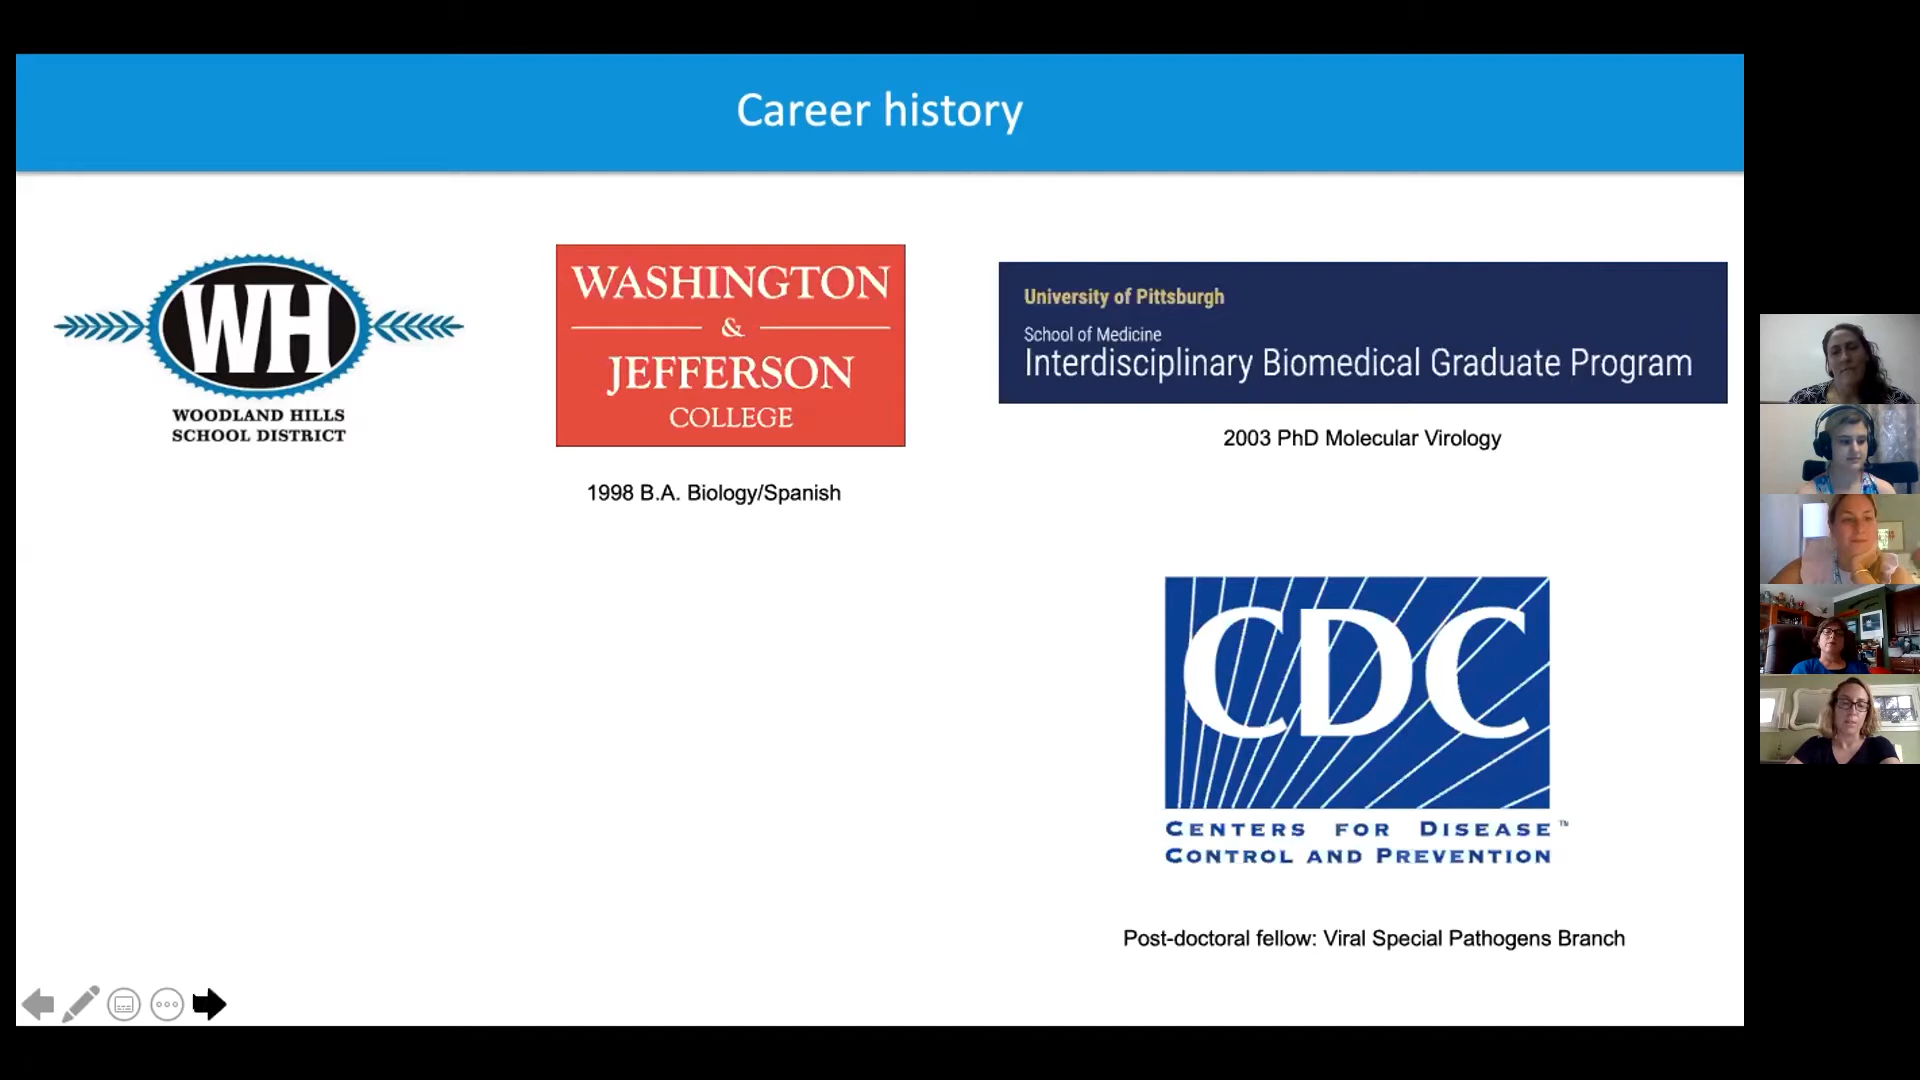 Career history
WH
WOODLAND HILLS
SCHOOL DISTRICT
WASHINGTON
&
JEFFERSON
COLLEGE
1998 B.A. Biology/Spanish
University of Pittsburgh
School of Medicine
Interdisciplinary Biomedical Graduate Program
2003 PhD Molecular Virology
CDC
CENTERS FOR DISEASE™
CONTROL AND PREVENTION
Post-doctoral fellow: Viral Special Pathogens Branch